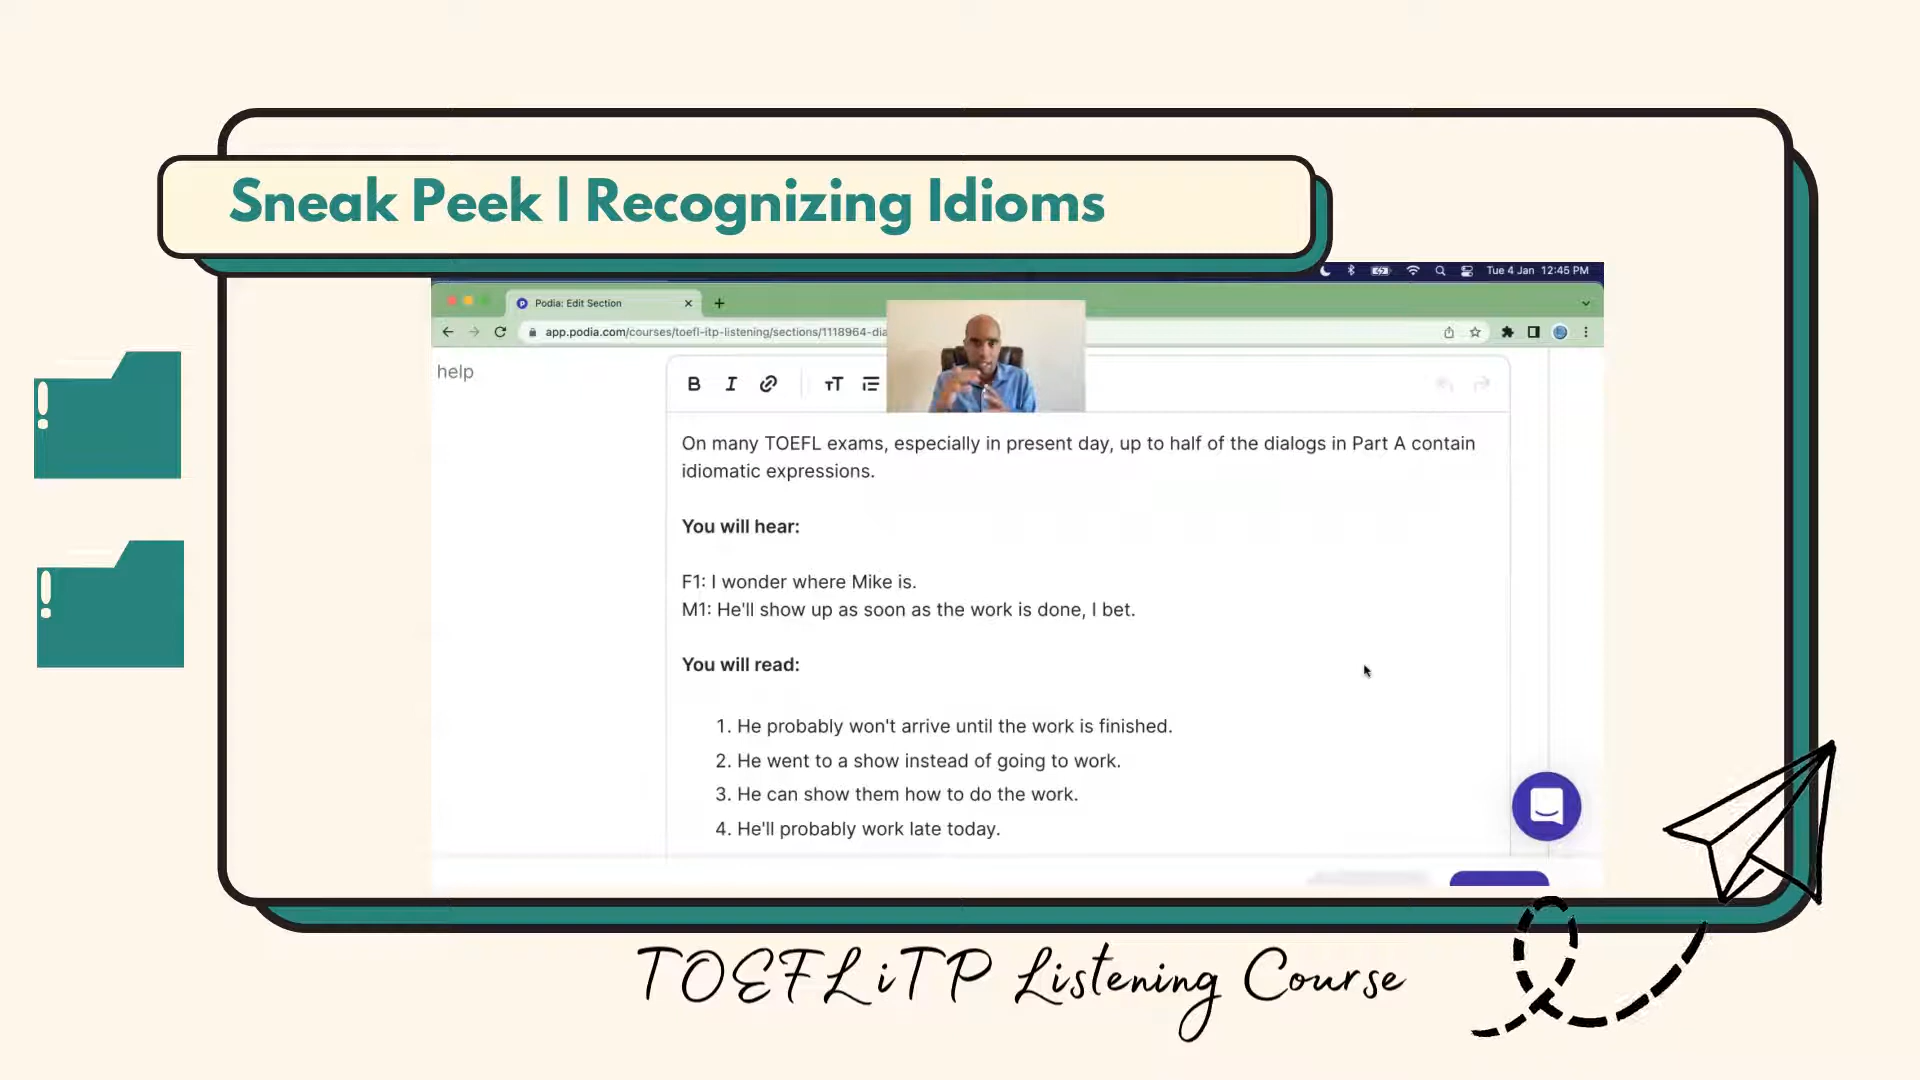 Sneak Peek | Recognizing Idioms
Tue 4 Jan 12:45 PM
Podia: Edit Section
app.podia.com/courses/toefl-itp-listening/sections/1118964-dia
help
B I
TT
On many TOEFL exams, especially in present day, up to half of the dialogs in Part A contain
idiomatic expressions.
You will hear:
F1: I wonder where Mike is.
M1: He'll show up as soon as the work is done, I bet.
You will read:
1. He probably won't arrive until the work is finished.
2. He went to a show instead of going to work.
3. He can show them how to do the work.
4. He'll probably work late today.
TOEFL iTP Listening Course